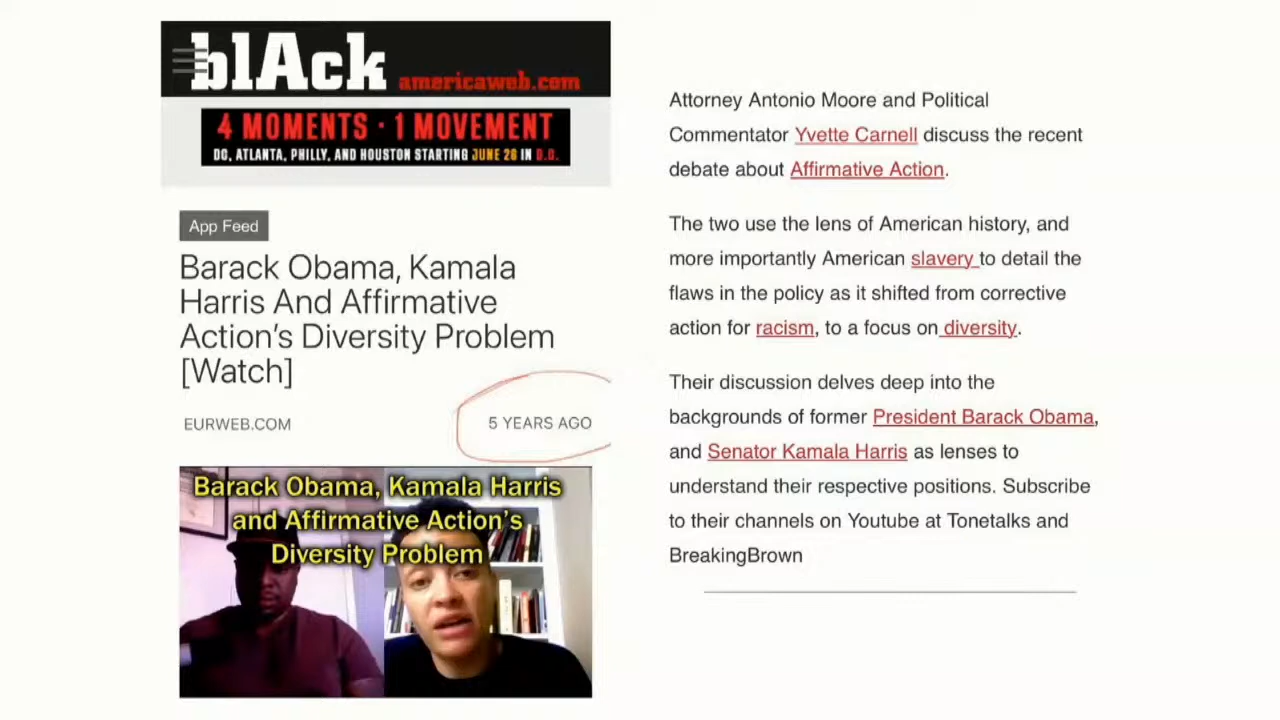 blAck americaweb.com
4 MOMENTS · 1 MOVEMENT
DC, ATLANTA, PHILLY, AND HOUSTON STARTING JUNE 26 IN D.C.
App Feed
Barack Obama, Kamala
Harris And Affirmative
Action's Diversity Problem
[Watch]
EURWEB.COM
5 YEARS AGO
Barack Obama, Kamala Harris
and Affirmative Action's
Diversity Problem
Attorney Antonio Moore and Political
Commentator Yvette Carnell discuss the recent
debate about Affirmative Action.
The two use the lens of American history, and
more importantly American slavery to detail the
flaws in the policy as it shifted from corrective
action for racism, to a focus on diversity.
Their discussion delves deep into the
backgrounds of former President Barack Obama,
and Senator Kamala Harris as lenses to
understand their respective positions. Subscribe
to their channels on Youtube at Tonetalks and
BreakingBrown